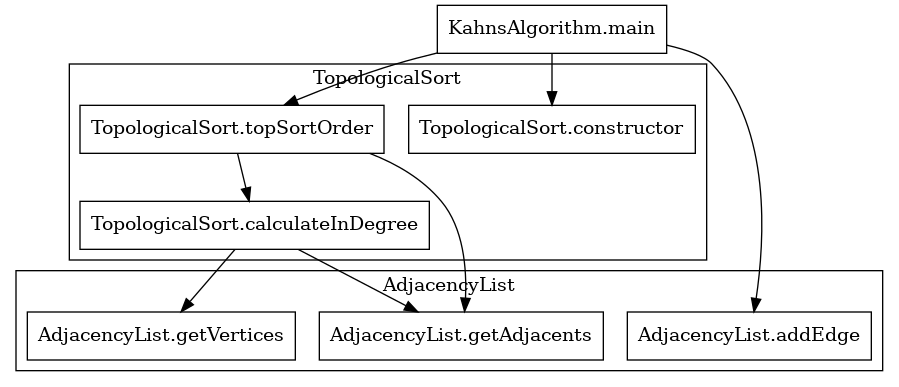 KahnsAlgorithm.main
TopologicalSort
TopologicalSort.topSortOrder
TopologicalSort.constructor
TopologicalSort.calculateInDegree
AdjacencyList
AdjacencyList.getVertices
AdjacencyList.getAdjacents
AdjacencyList.addEdge